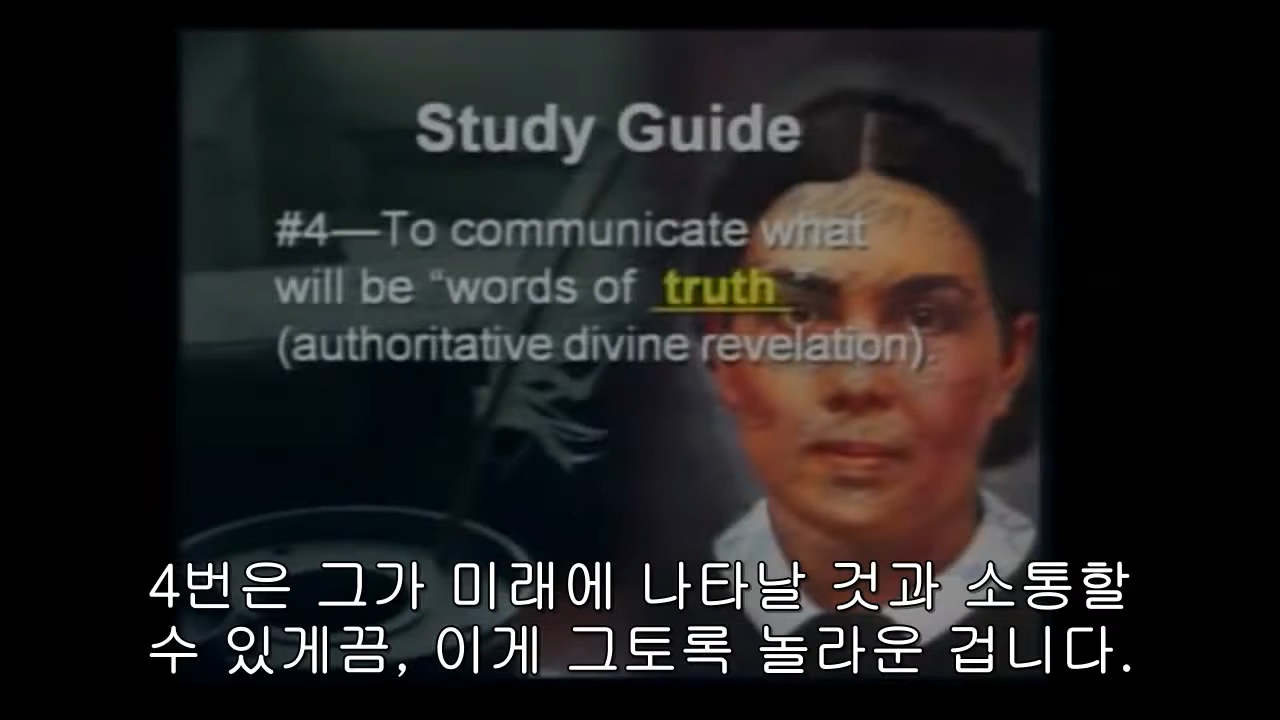 Study Guide
#4—To communicate what
will be “words of truth”
(authoritative divine revelation).
4번은 그가 미래에 나타날 것과 소통할
수 있게끔, 이게 그토록 놀라운 겁니다.